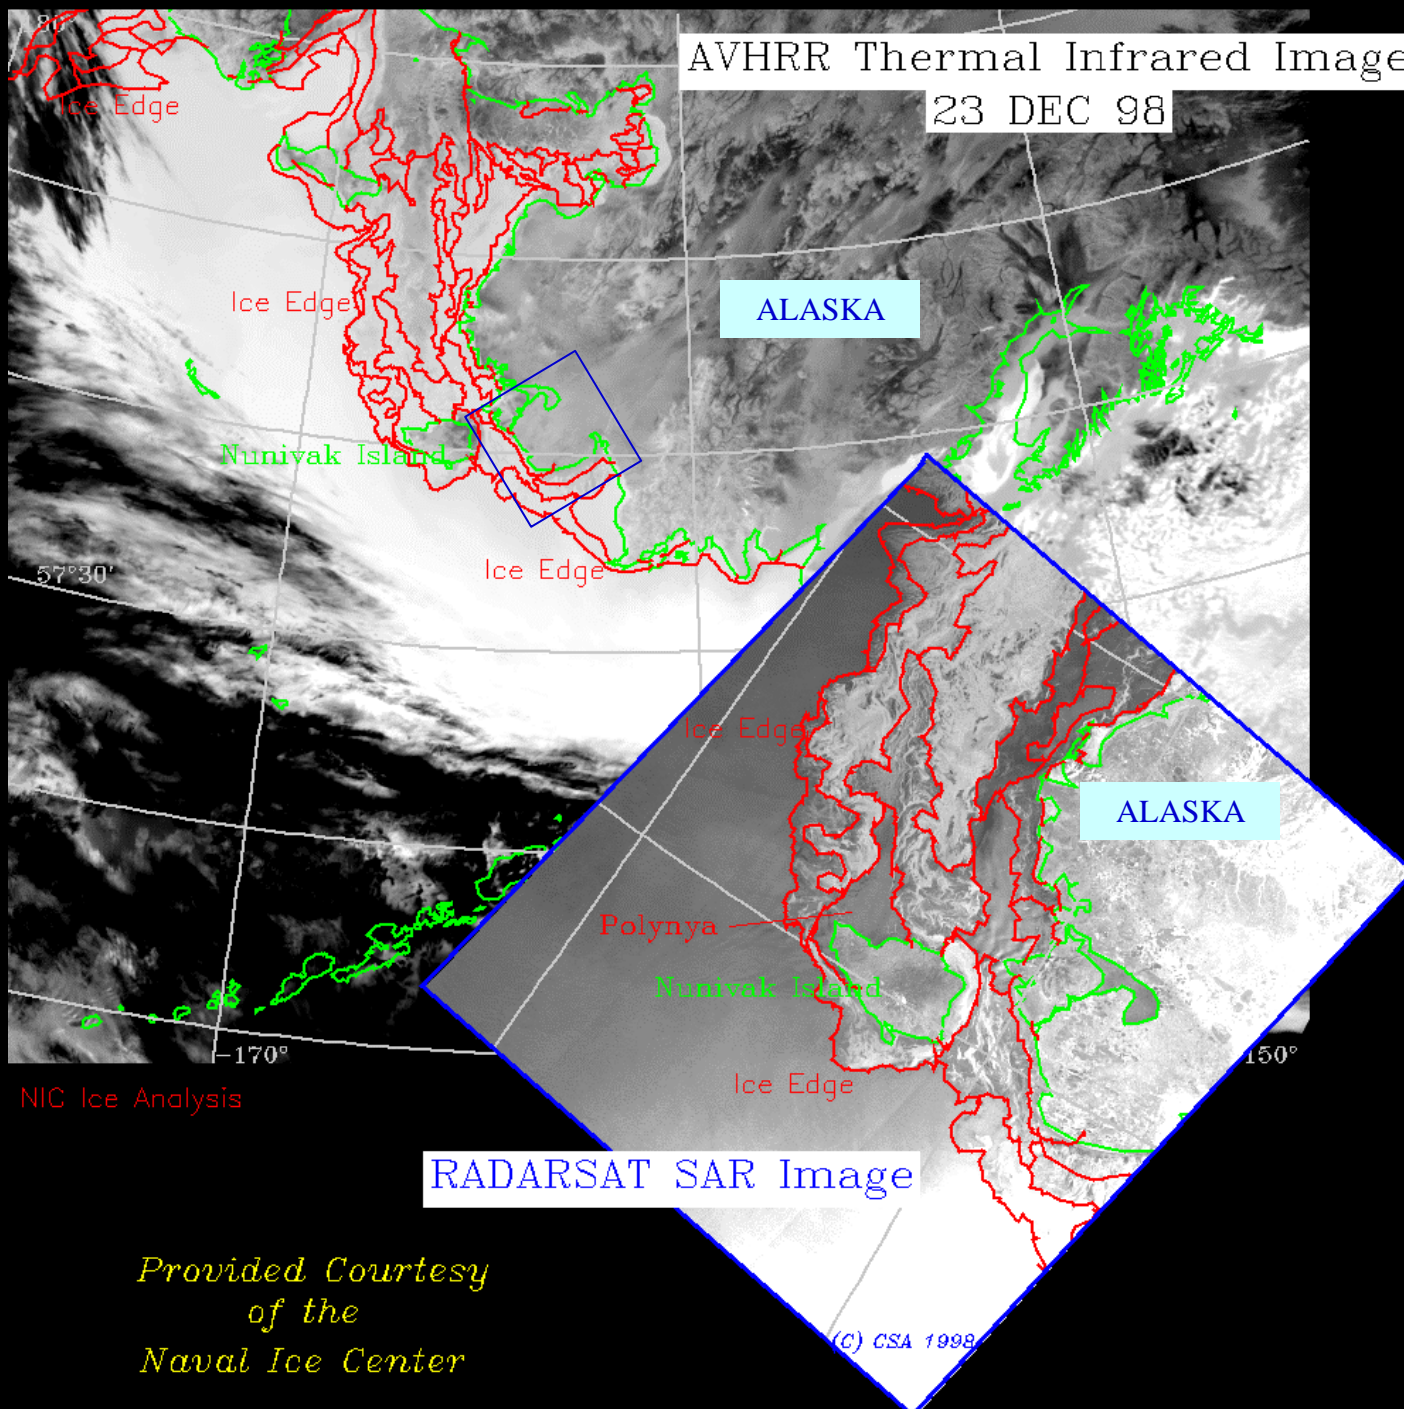 80°
AVHRR Thermal Infrared Image
23 DEC 98
Ice Edge
Ice Edge
ALASKA
Nunivak Island
Ice Edge
57°30'
Ice Edge
ALASKA
Polynya
Nunivak Island
-170°
150°
Ice Edge
NIC Ice Analysis
RADARSAT SAR Image
Provided Courtesy
of the
Naval Ice Center
(C) CSA 1998